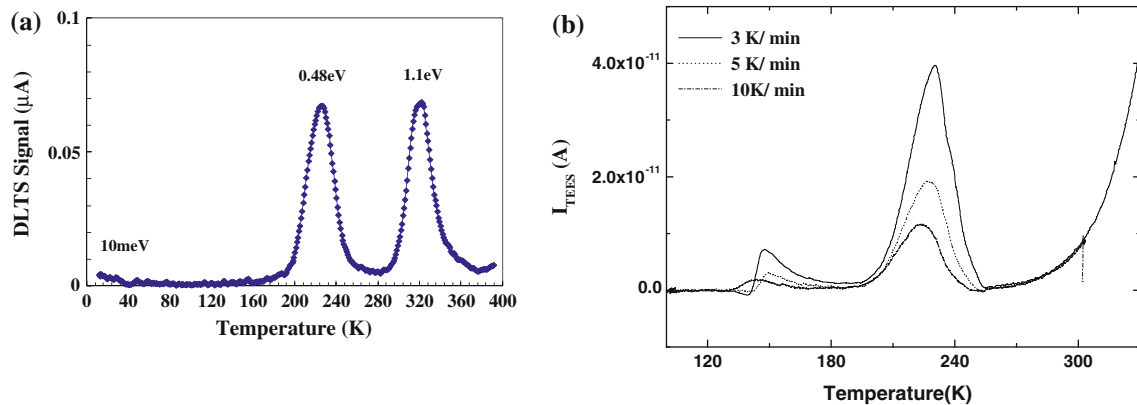 (a)
0.1
0.05
0
DLTS Signal (µA)
10meV
0.48eV
1.1eV
0 40 80 120 160 200 240 280 320 360 400
Temperature (K)
(b)
3 K/ min
5 K/ min
10K/ min
4.0x10⁻¹¹
2.0x10⁻¹¹
0.0
I_TEES (A)
120 180 240 300
Temperature(K)